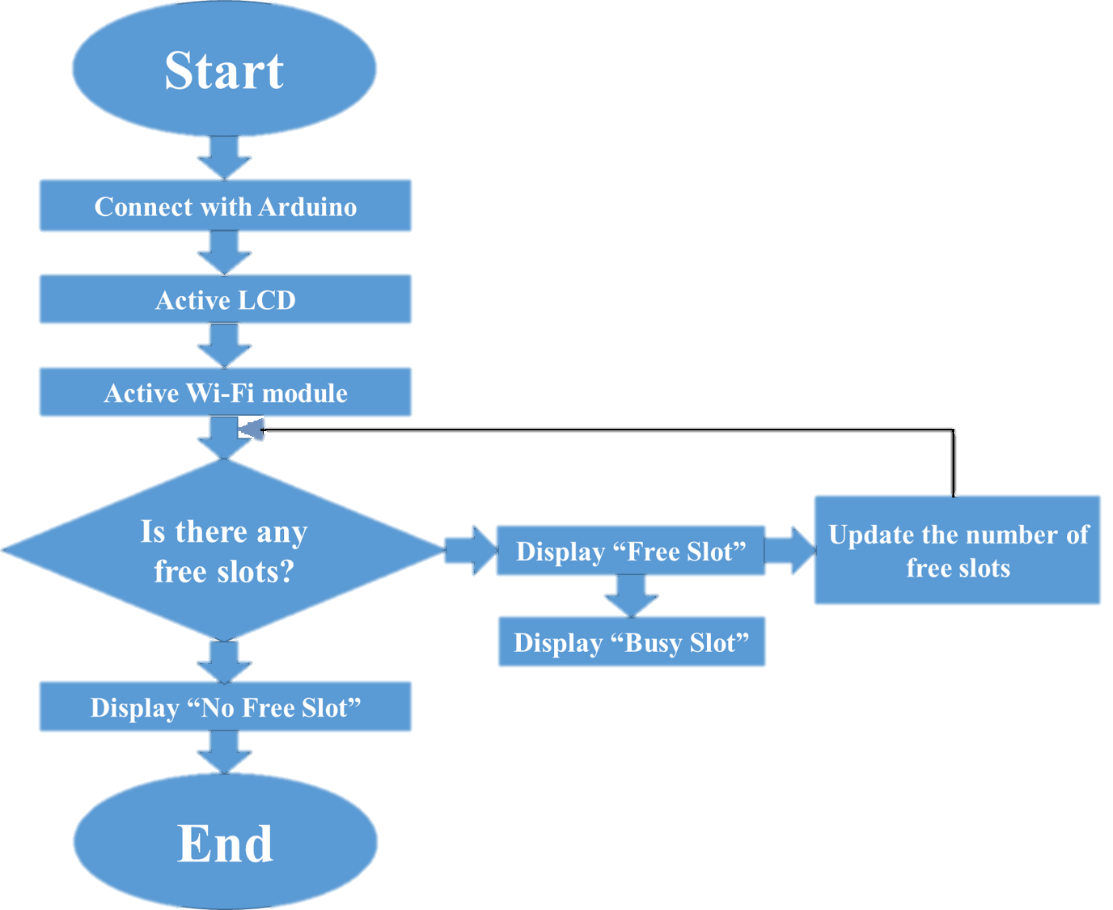 Start
Connect with Arduino
Active LCD
Active Wi-Fi module
Is there any
free slots?
Display “Free Slot”
Update the number of
free slots
Display “Busy Slot”
Display “No Free Slot”
End